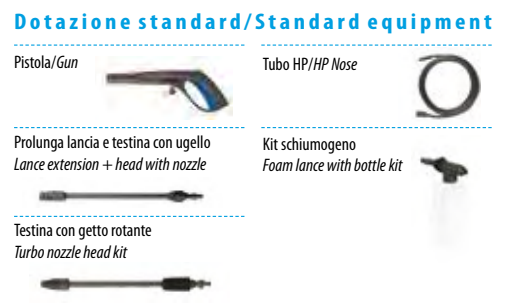 Dotazione standard/Standard equipment
Pistola/Gun
Prolunga lancia e testina con ugello
Lance extension + head with nozzle
Testina con getto rotante
Turbo nozzle head kit
Tubo HP/HP Nose
Kit schiumogeno
Foam lance with bottle kit